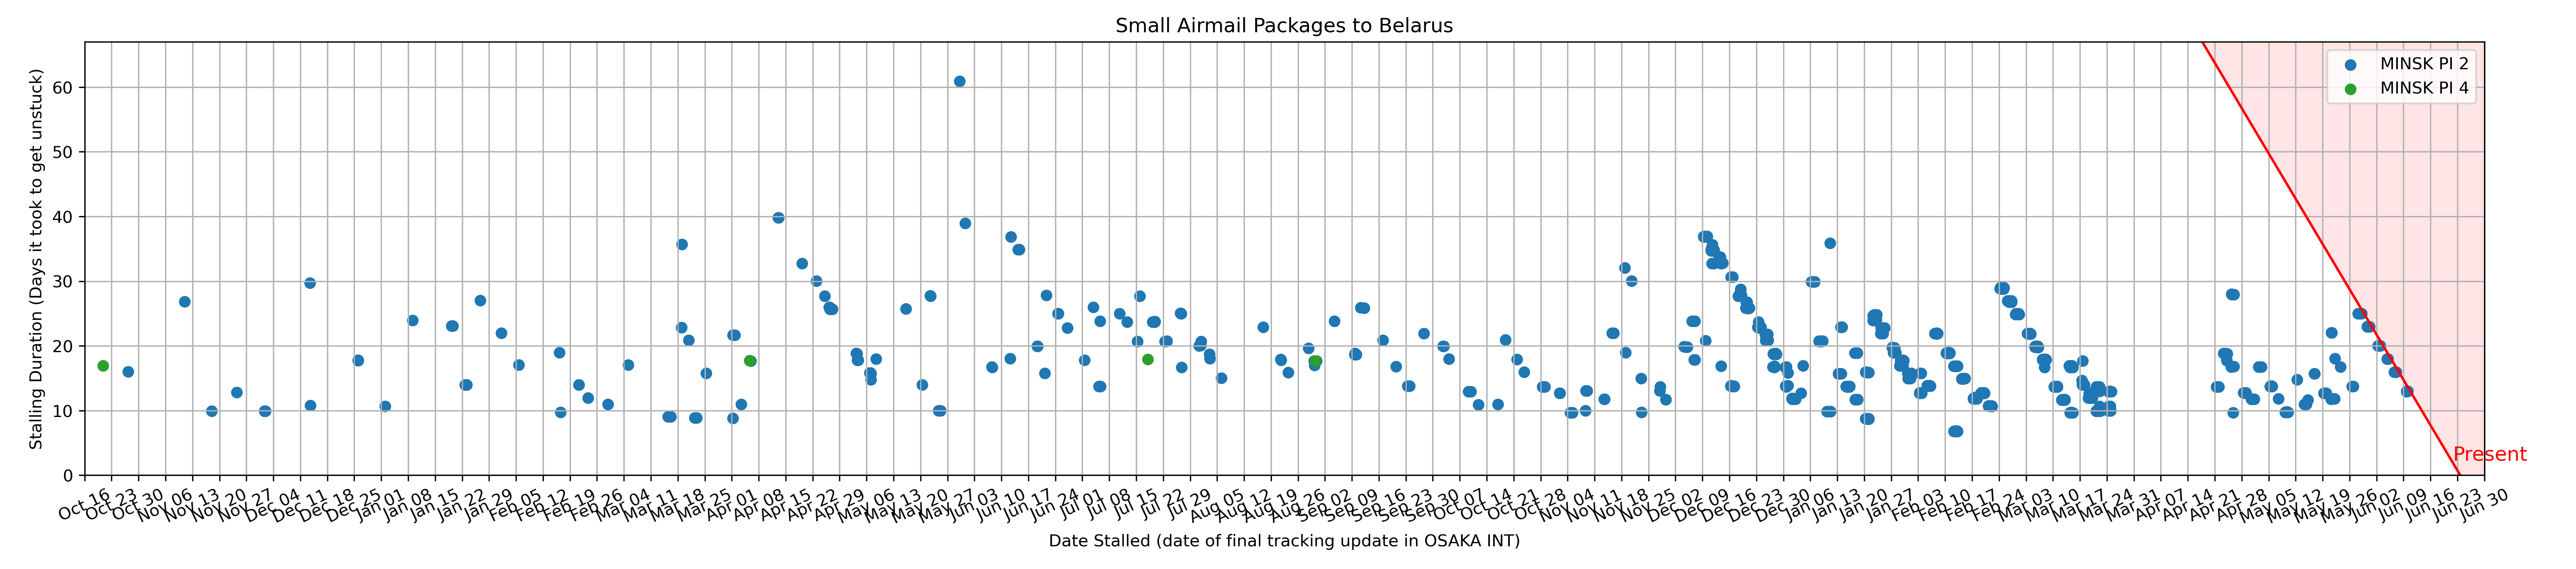 Small Airmail Packages to Belarus
Stalling Duration (Days it took to get unstuck)
60
50
40
30
20
10
0
MINSK PI 2
MINSK PI 4
Present
Oct 16 Oct 23 Oct 30 Nov 06 Nov 13 Nov 20 Nov 27 Dec 04 Dec 11 Dec 18 Dec 25 Jan 01 Jan 08 Jan 15 Jan 22 Jan 29 Feb 05 Feb 12 Feb 19 Feb 26 Mar 04 Mar 11 Mar 18 Mar 25 Apr 01 Apr 08 Apr 15 Apr 22 Apr 29 May 06 May 13 May 20 May 27 Jun 03 Jun 10 Jun 17 Jun 24 Jul 01 Jul 08 Jul 15 Jul 22 Jul 29 Aug 05 Aug 12 Aug 19 Aug 26 Sep 02 Sep 09 Sep 16 Sep 23 Sep 30 Oct 07 Oct 14 Oct 21 Oct 28 Nov 04 Nov 11 Nov 18 Nov 25 Dec 02 Dec 09 Dec 16 Dec 23 Dec 30 Jan 06 Jan 13 Jan 20 Jan 27 Feb 03 Feb 10 Feb 17 Feb 24 Mar 03 Mar 10 Mar 17 Mar 24 Mar 31 Apr 07 Apr 14 Apr 21 Apr 28 May 05 May 12 May 19 May 26 Jun 02 Jun 09 Jun 16 Jun 23 Jun 30
Date Stalled (date of final tracking update in OSAKA INT)